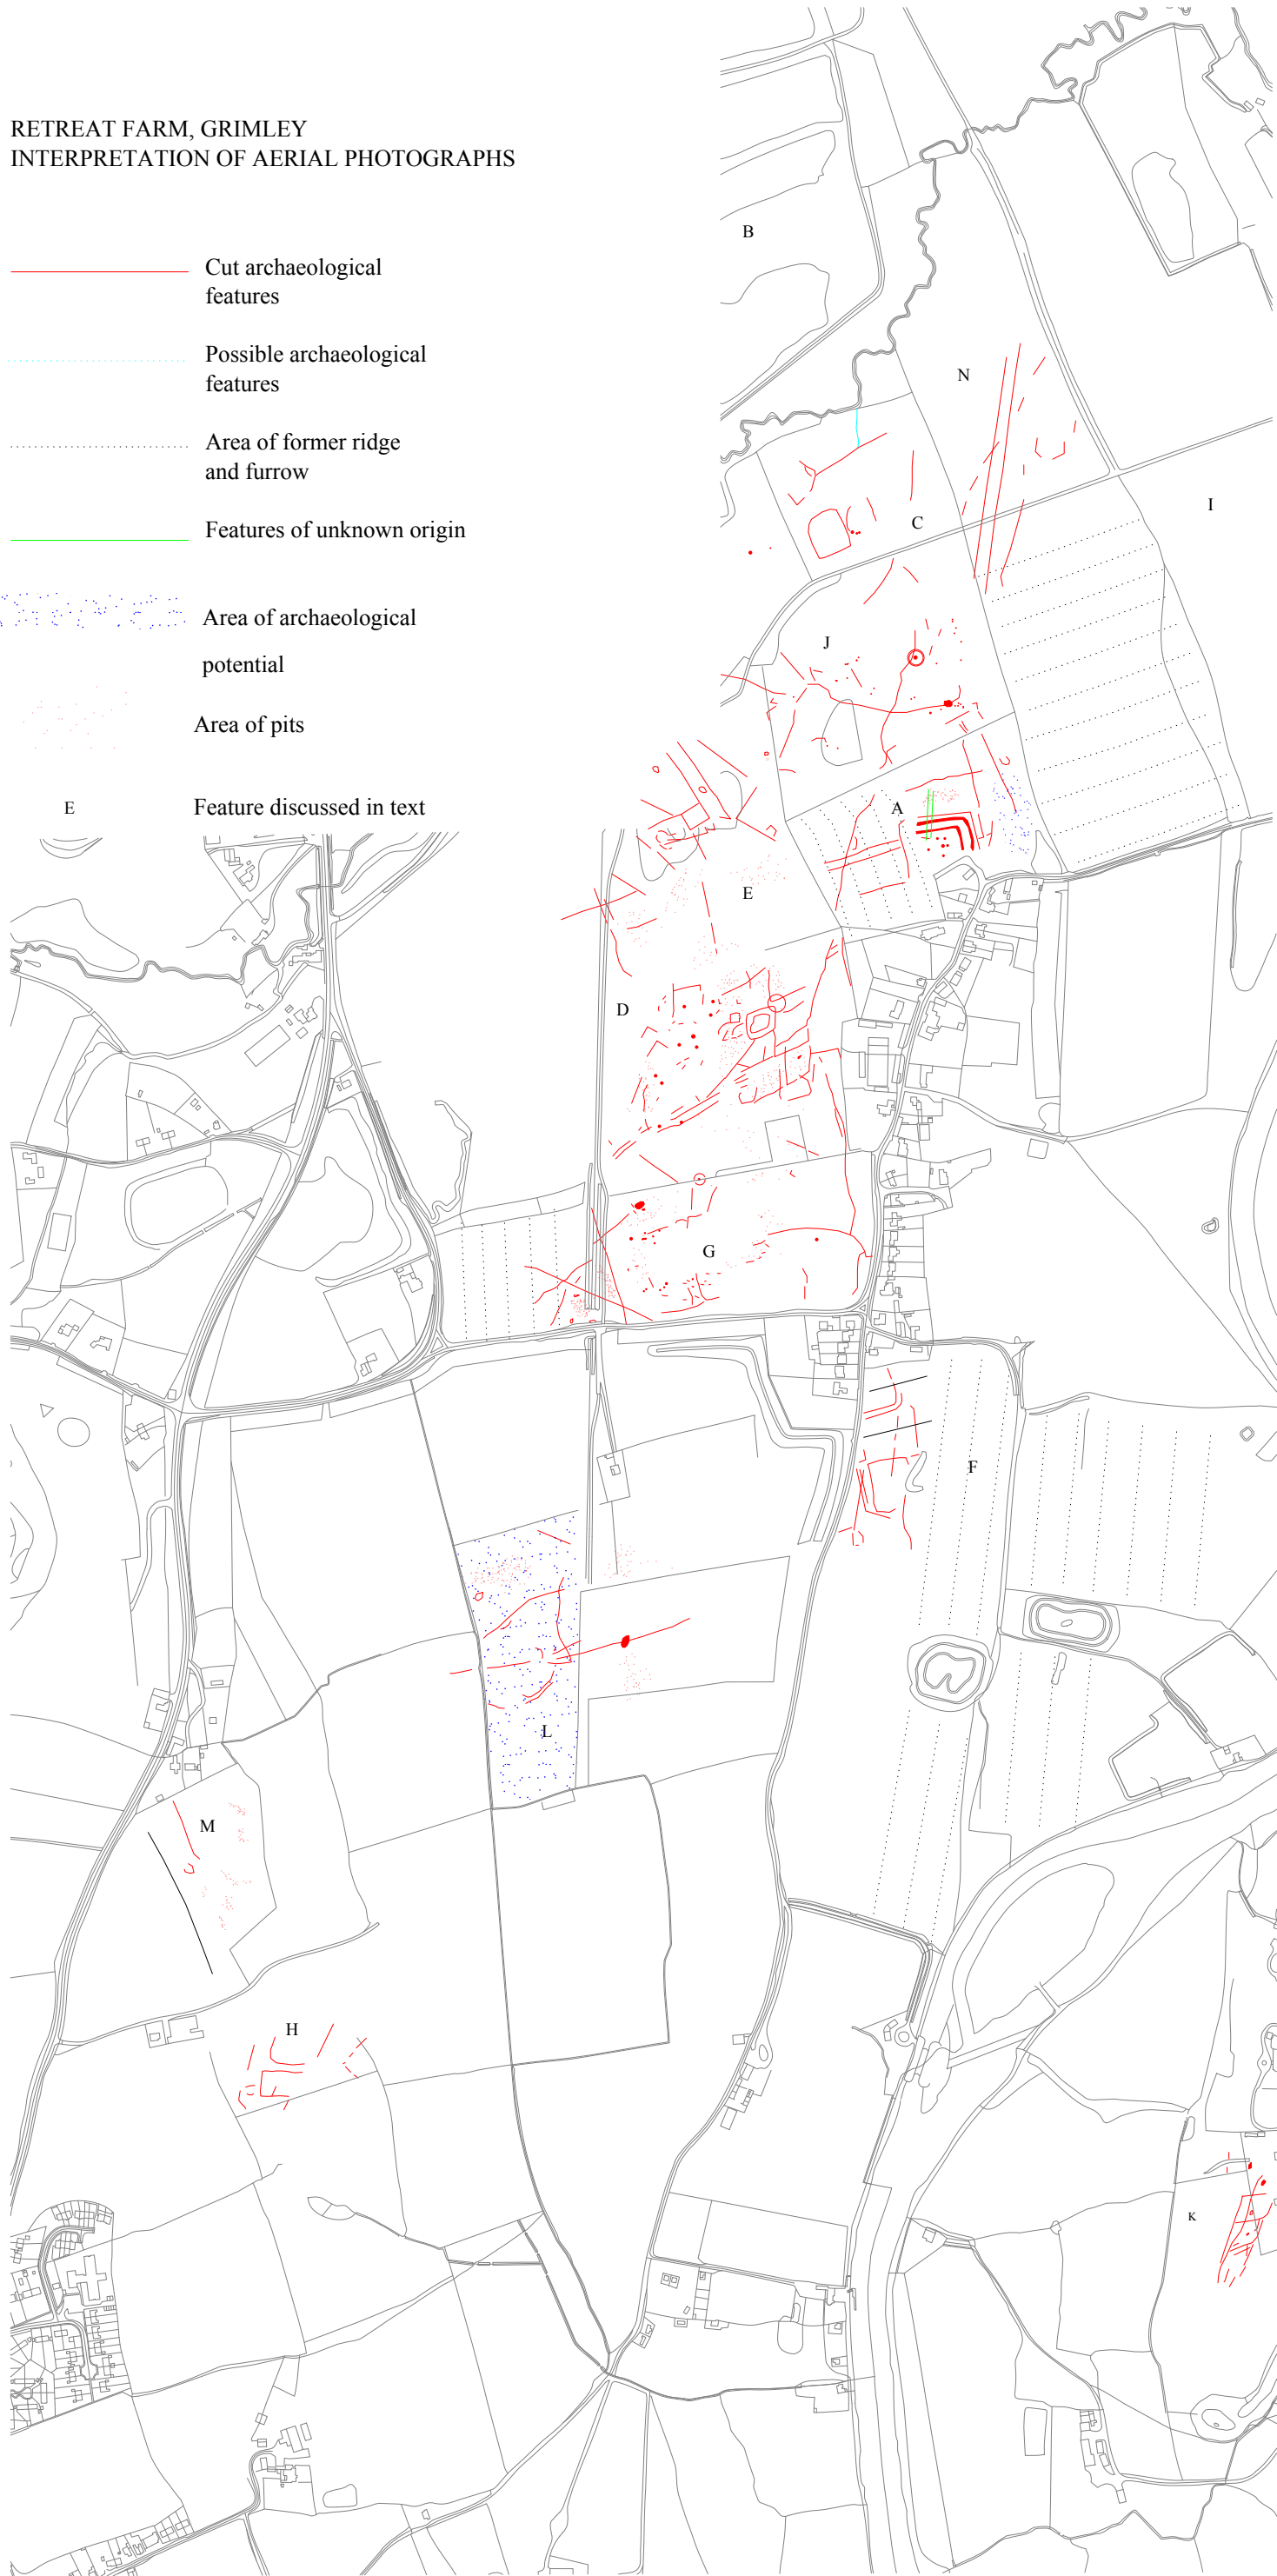 RETREAT FARM, GRIMLEY
INTERPRETATION OF AERIAL PHOTOGRAPHS
Cut archaeological
features
Possible archaeological
features
Area of former ridge
and furrow
Features of unknown origin
Area of archaeological
potential
Area of pits
E Feature discussed in text
B
N
I
C
J
A
E
D
G
F
L
M
H
K